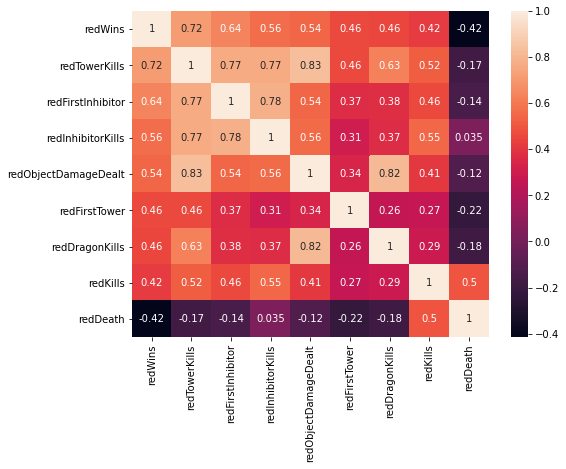 redWins 1 0.72 0.64 0.56 0.54 0.46 0.46 0.42 -0.42
redTowerKills 0.72 1 0.77 0.77 0.83 0.46 0.63 0.52 -0.17
redFirstInhibitor 0.64 0.77 1 0.78 0.54 0.37 0.38 0.46 -0.14
redInhibitorKills 0.56 0.77 0.78 1 0.56 0.31 0.37 0.55 0.035
redObjectDamageDealt 0.54 0.83 0.54 0.56 1 0.34 0.82 0.41 -0.12
redFirstTower 0.46 0.46 0.37 0.31 0.34 1 0.26 0.27 -0.22
redDragonKills 0.46 0.63 0.38 0.37 0.82 0.26 1 0.29 -0.18
redKills 0.42 0.52 0.46 0.55 0.41 0.27 0.29 1 0.5
redDeath -0.42 -0.17 -0.14 0.035 -0.12 -0.22 -0.18 0.5 1
redWins
redTowerKills
redFirstInhibitor
redInhibitorKills
redObjectDamageDealt
redFirstTower
redDragonKills
redKills
redDeath
1.0
0.8
0.6
0.4
0.2
0.0
−0.2
−0.4